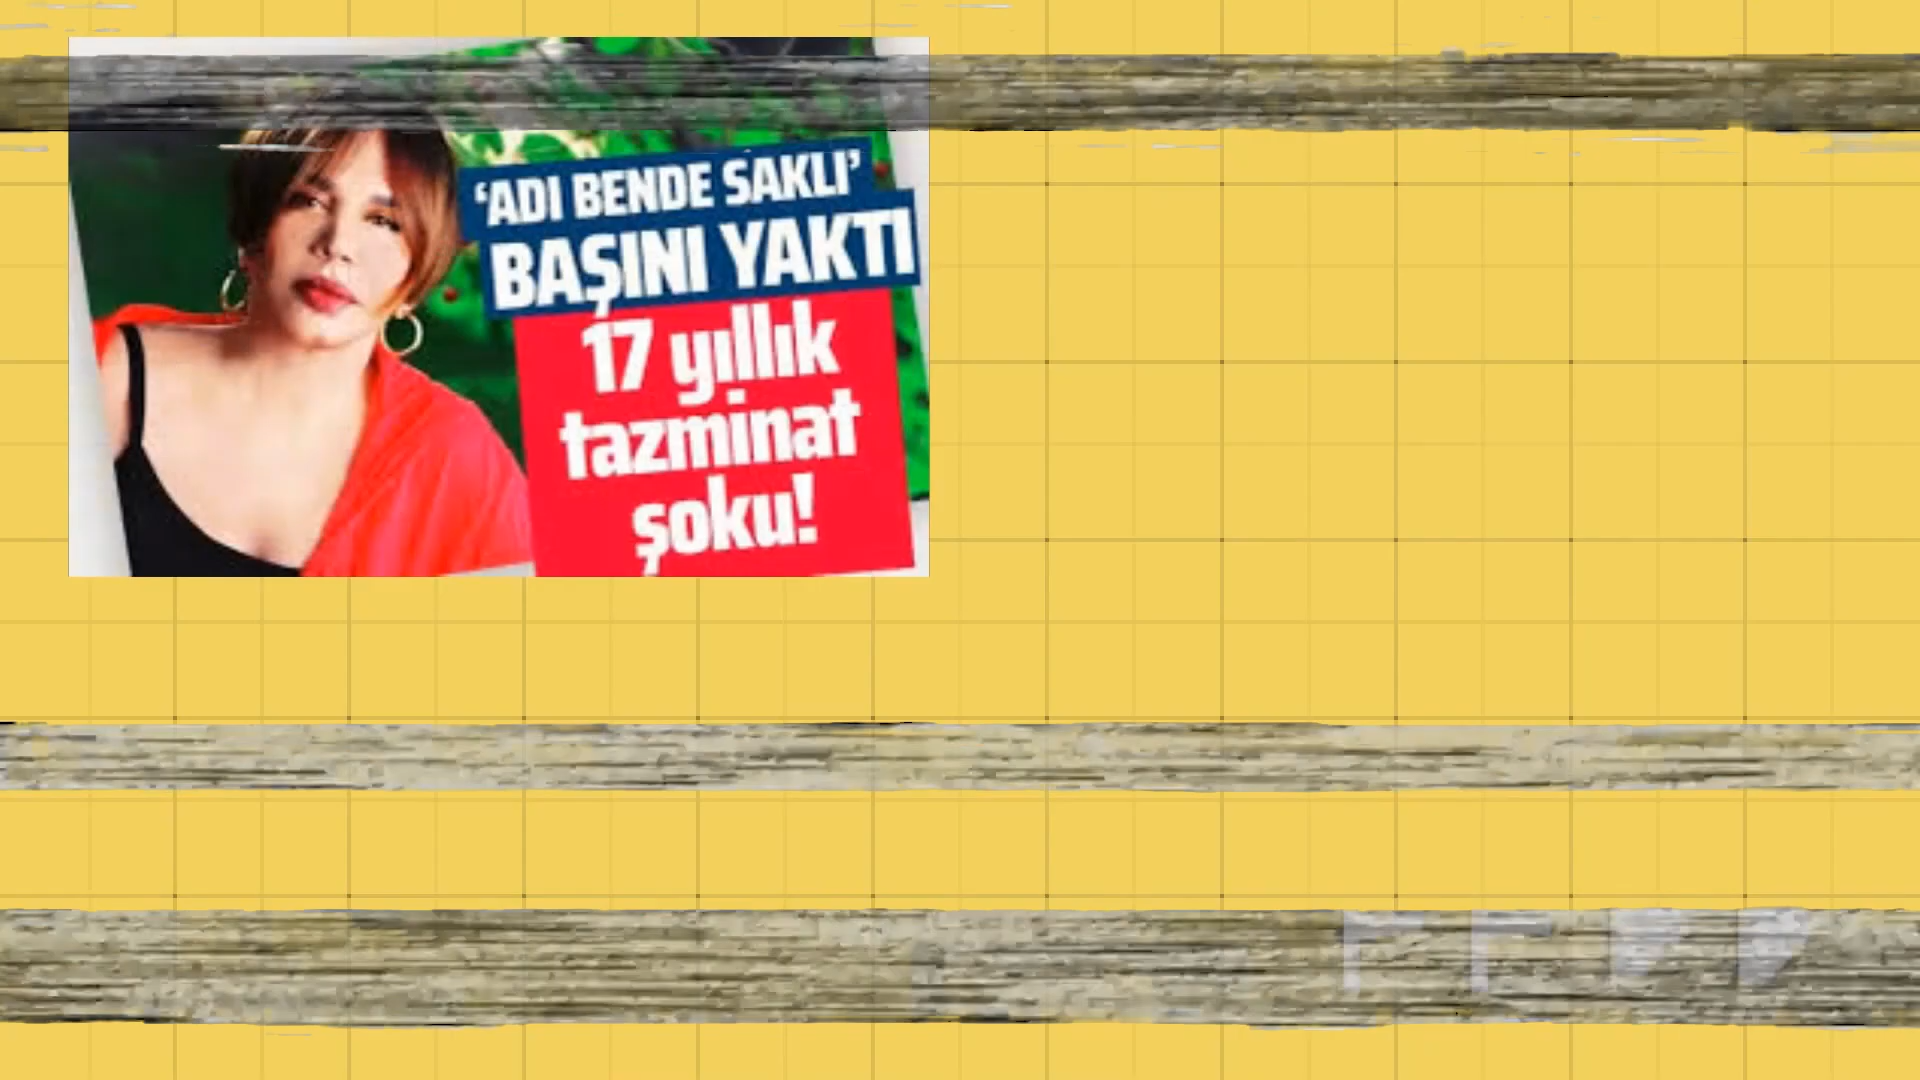 ‘ADI BENDE SAKLI’
BAŞINI YAKTI
17 yıllık
tazminat
şoku!